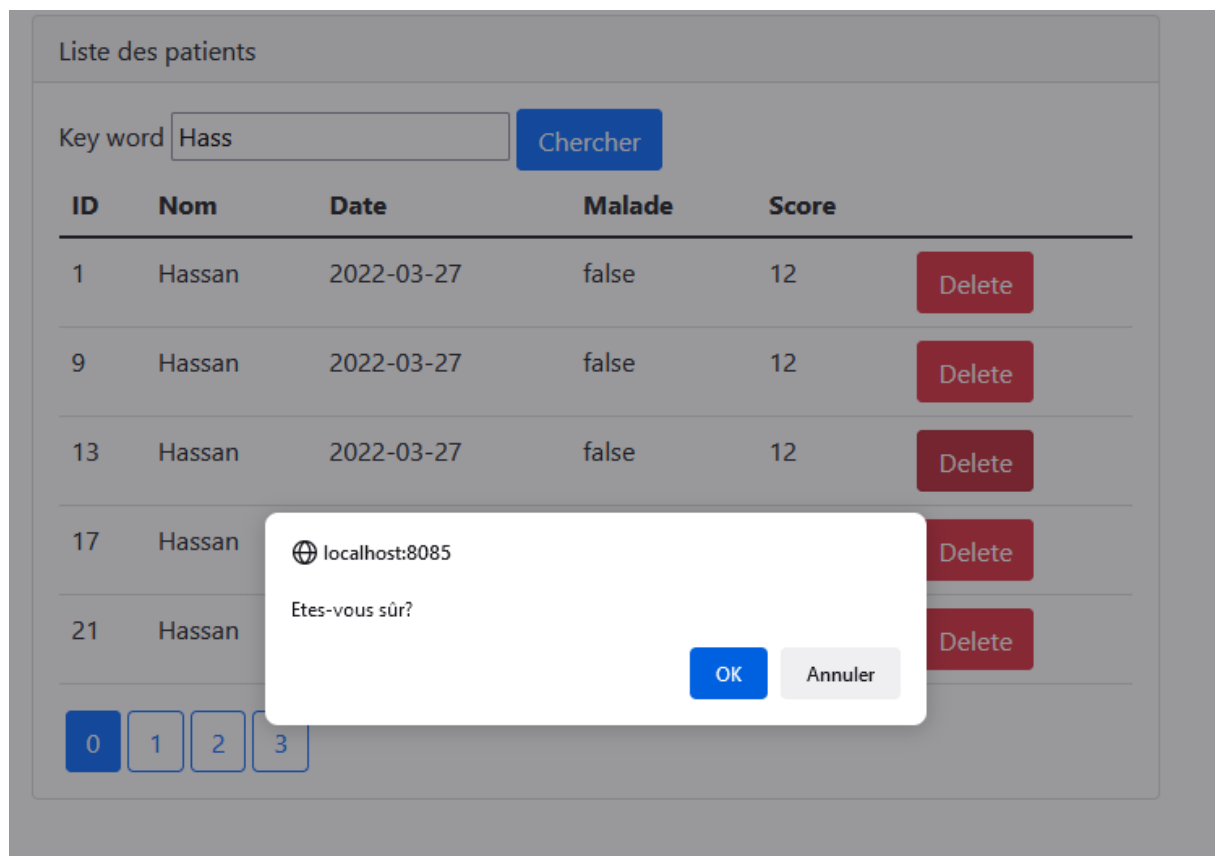 Liste des patients
Key word Hass Chercher
ID Nom Date Malade Score
1 Hassan 2022-03-27 false 12 Delete
9 Hassan 2022-03-27 false 12 Delete
13 Hassan 2022-03-27 false 12 Delete
17 Hassan Delete
localhost:8085
Etes-vous sûr?
21 Hassan Delete
OK Annuler
0 1 2 3